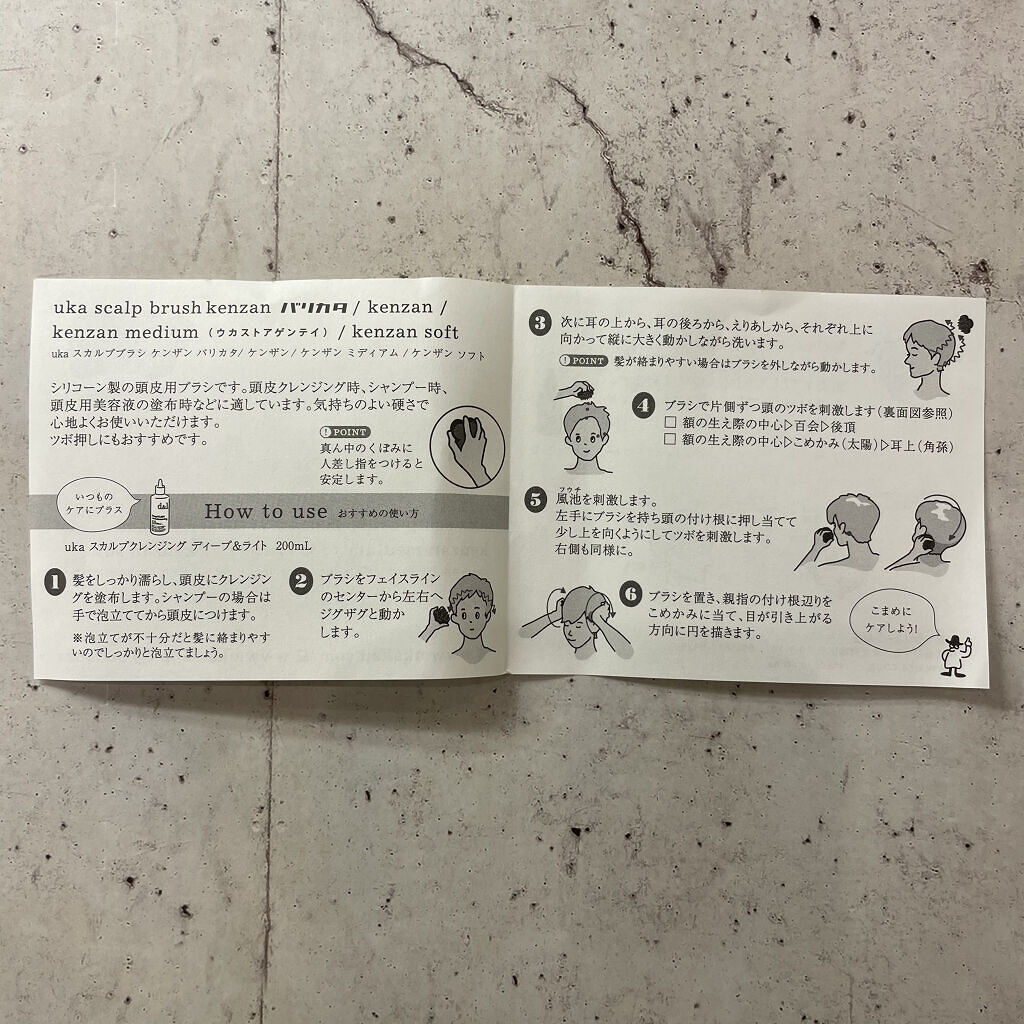 uka scalp brush kenzan バリカタ / kenzan /
kenzan medium （ウカストアゲンテイ） / kenzan soft
uka スカルプブラシ ケンザン バリカタ/ ケンザン/ ケンザン ミディアム / ケンザン ソフト
シリコーン製の頭皮用ブラシです。頭皮クレンジング時、シャンプー時、
頭皮用美容液の塗布時などに適しています。気持ちのよい硬さで
心地よくお使いいただけます。
ツボ押しにもおすすめです。
! POINT
真ん中のくぼみに
人差し指をつけると
安定します。
いつもの
ケアにプラス
How to use おすすめの使い方
uka スカルプクレンジング ディープ&ライト 200mL
1 髪をしっかり濡らし、頭皮にクレンジン
グを塗布します。シャンプーの場合は
手で泡立ててから頭皮につけます。
※泡立てが不十分だと髪に絡まりやす
いのでしっかりと泡立てましょう。
2 ブラシをフェイスライン
のセンターから左右へ
ジグザグと動か
します。
3 次に耳の上から、耳の後ろから、えりあしから、それぞれ上に
向かって縦に大きく動かしながら洗います。
! POINT 髪が絡まりやすい場合はブラシを外しながら動かします。
4 ブラシで片側ずつ頭のツボを刺激します（裏面図参照）
□ 額の生え際の中心▷百会▷後頂
□ 額の生え際の中心▷こめかみ（太陽）▷耳上（角孫）
フウチ
5 風池を刺激します。
左手にブラシを持ち頭の付け根に押し当てて
少し上を向くようにしてツボを刺激します。
右側も同様に。
6 ブラシを置き、親指の付け根辺りを
こめかみに当て、目が引き上がる
方向に円を描きます。
こまめに
ケアしよう!